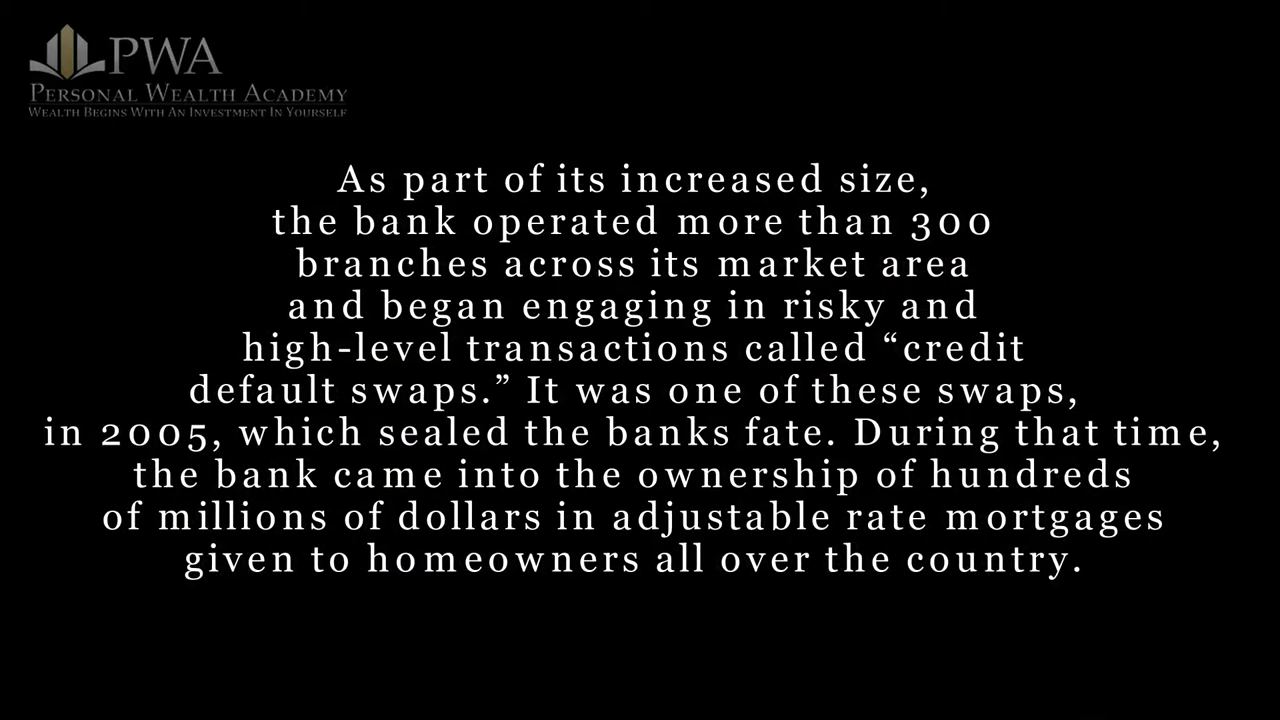 PWA
PERSONAL WEALTH ACADEMY
WEALTH BEGINS WITH AN INVESTMENT IN YOURSELF
As part of its increased size,
the bank operated more than 300
branches across its market area
and began engaging in risky and
high-level transactions called “credit
default swaps.” It was one of these swaps,
in 2005, which sealed the banks fate. During that time,
the bank came into the ownership of hundreds
of millions of dollars in adjustable rate mortgages
given to homeowners all over the country.